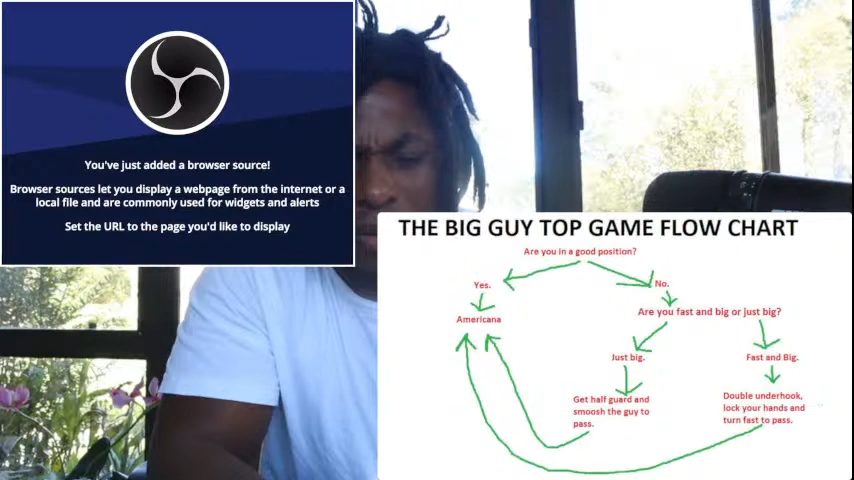 You've just added a browser source!
Browser sources let you display a webpage from the internet or a
local file and are commonly used for widgets and alerts
Set the URL to the page you'd like to display
THE BIG GUY TOP GAME FLOW CHART
Are you in a good position?
Yes.
No.
Americana
Are you fast and big or just big?
Just big.
Fast and Big.
Get half guard and
smoosh the guy to
pass.
Double underhook,
lock your hands and
turn fast to pass.